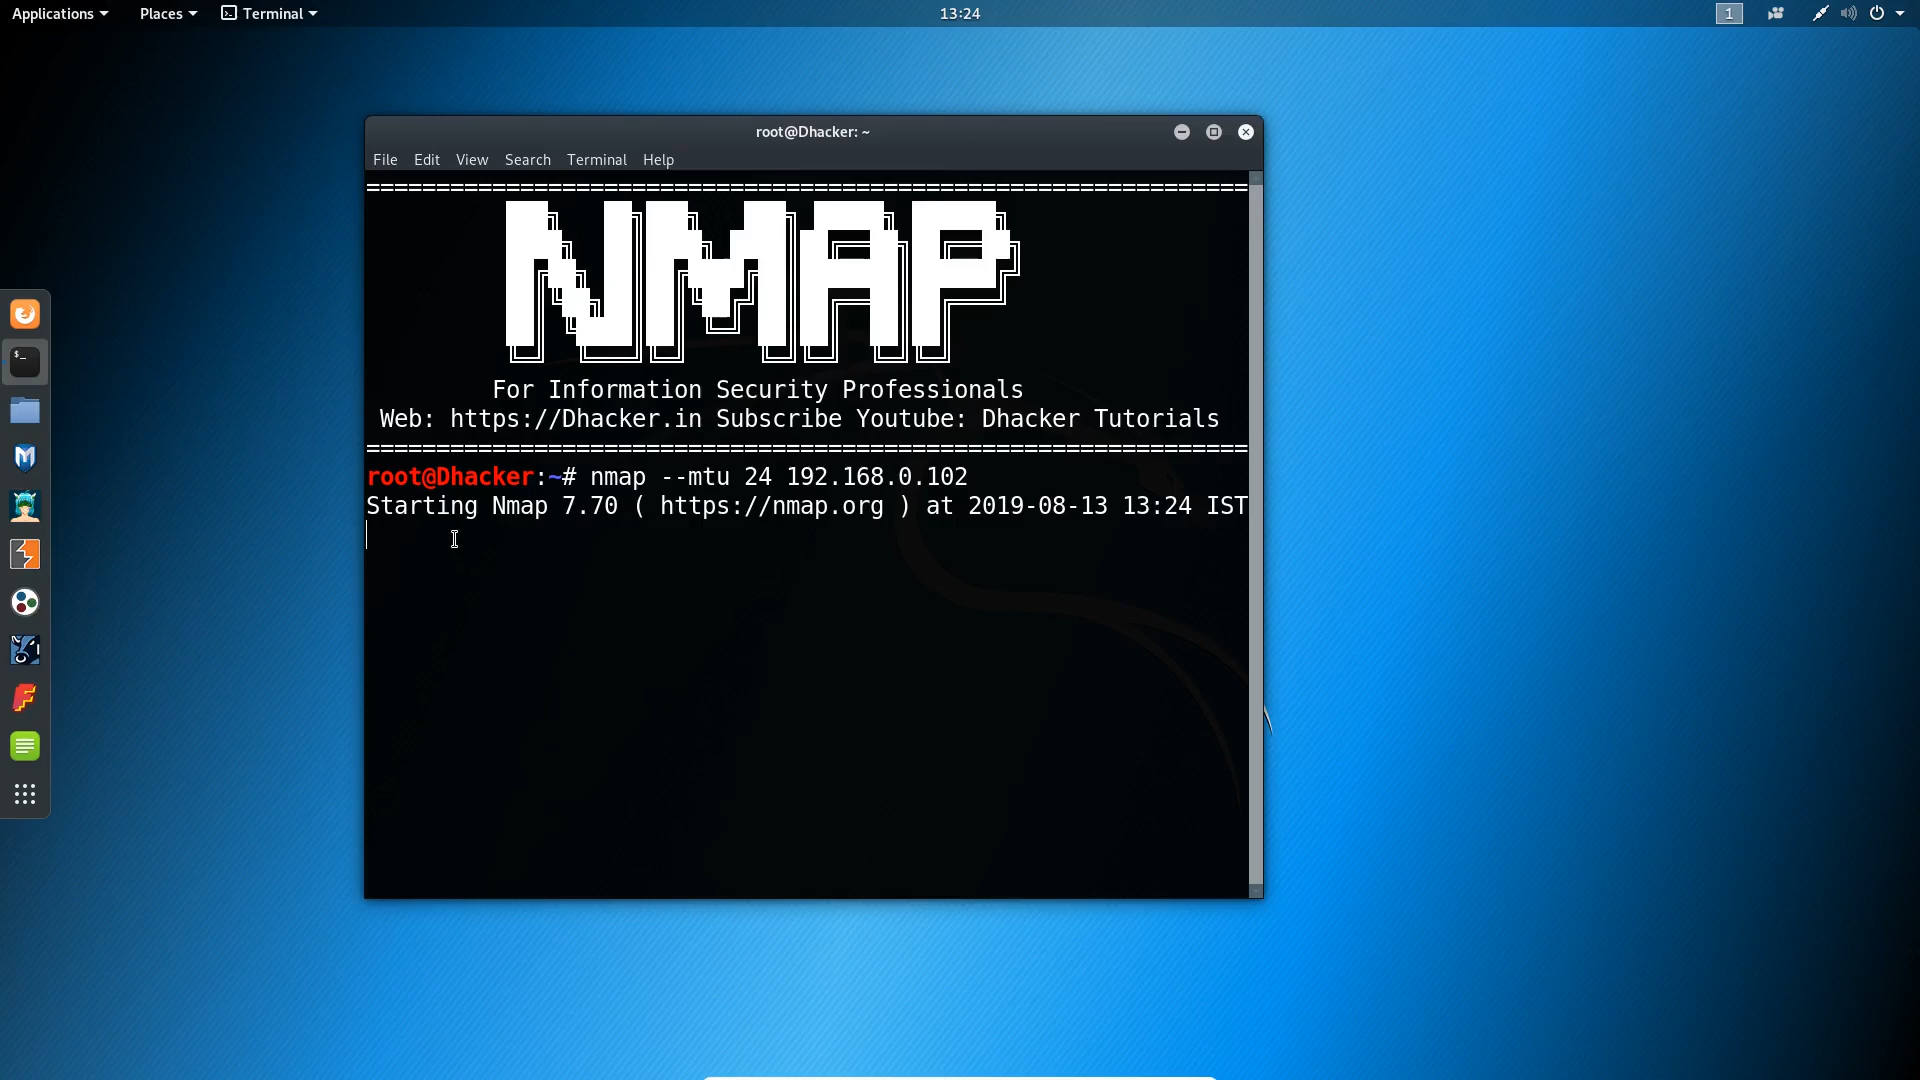 Applications Places Terminal 13:24 1
root@Dhacker: ~
File Edit View Search Terminal Help
===============================================================
NMAP
For Information Security Professionals
Web: https://Dhacker.in Subscribe Youtube: Dhacker Tutorials
===============================================================
root@Dhacker:~# nmap --mtu 24 192.168.0.102
Starting Nmap 7.70 ( https://nmap.org ) at 2019-08-13 13:24 IST